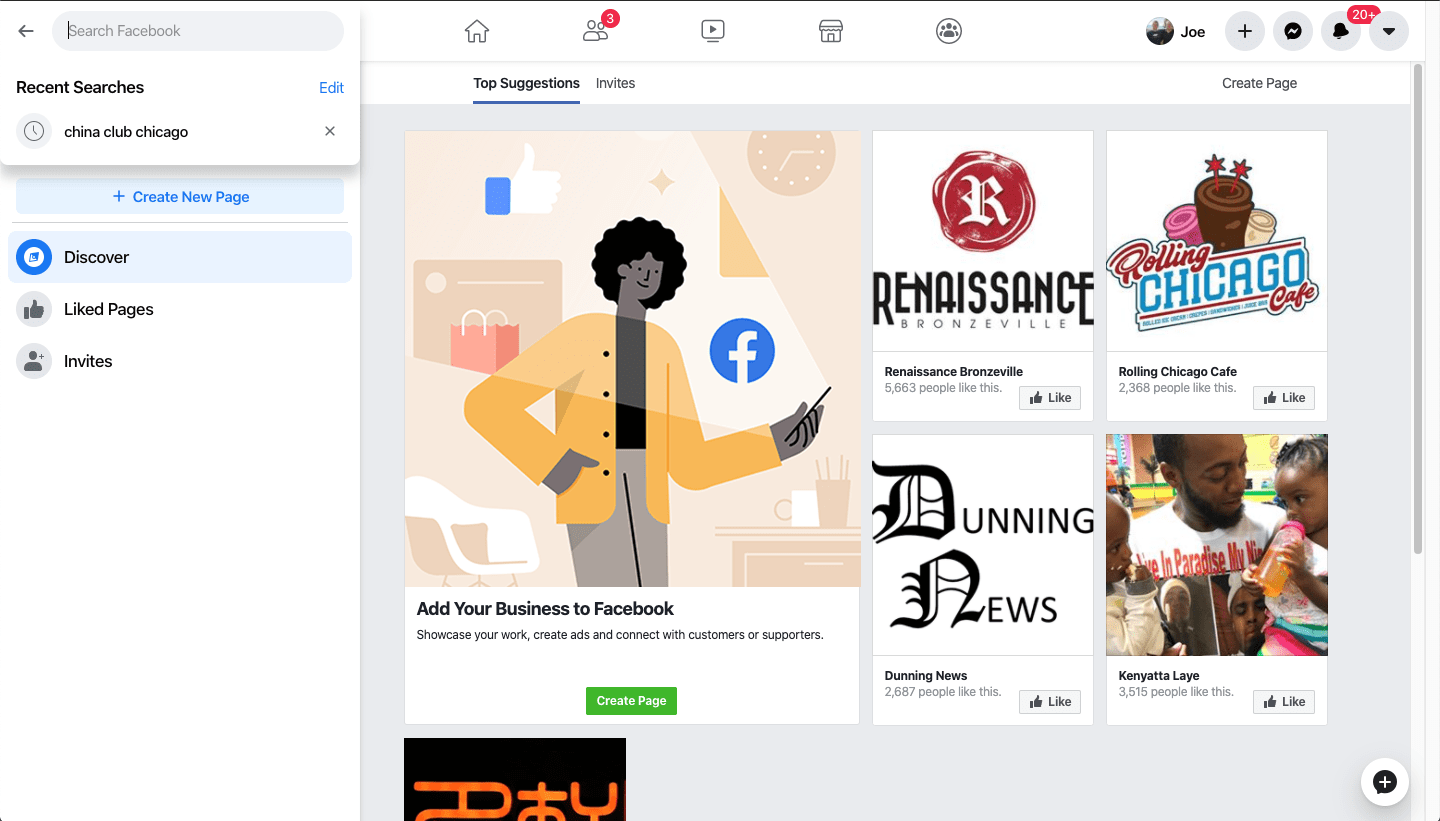 Search Facebook
3
Joe
20+
Recent Searches
Edit
china club chicago
Top Suggestions
Invites
Create Page
+ Create New Page
Discover
Liked Pages
Invites
Add Your Business to Facebook
Showcase your work, create ads and connect with customers or supporters.
Create Page
R
RENAISSANCE
BRONZEVILLE
Renaissance Bronzeville
5,663 people like this.
Like
Rolling
CHICAGO
Cafe
Rolling Chicago Cafe
2,368 people like this.
Like
DUNNING
NEWS
Dunning News
2,687 people like this.
Like
In Paradise My
Kenyatta Laye
3,515 people like this.
Like